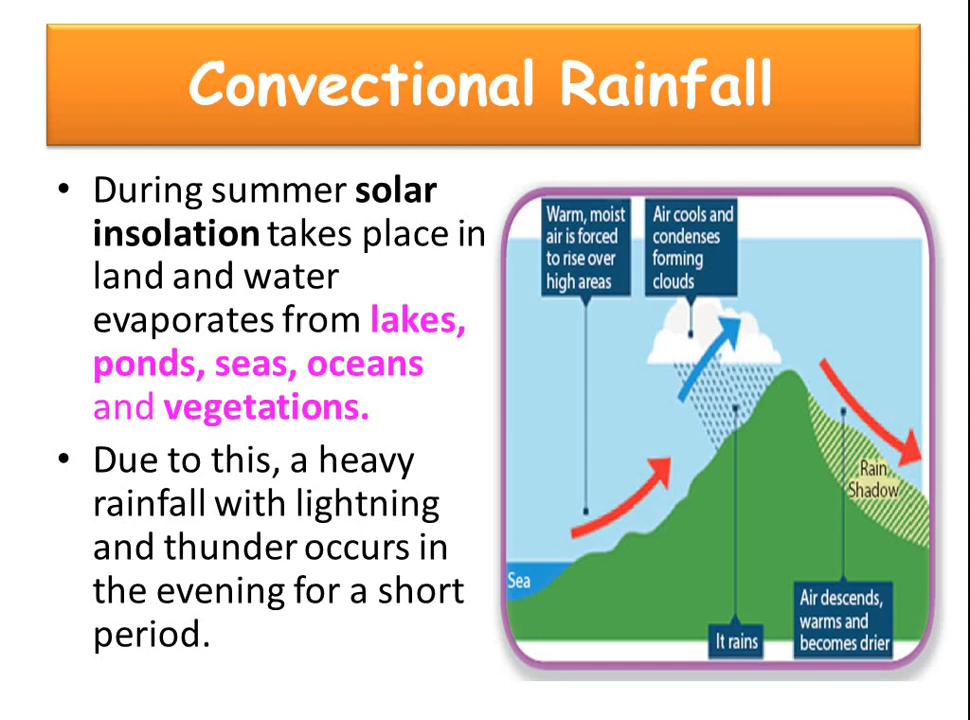 Convectional Rainfall
• During summer solar
insolation takes place in
land and water
evaporates from lakes,
ponds, seas, oceans
and vegetations.
• Due to this, a heavy
rainfall with lightning
and thunder occurs in
the evening for a short
period.
Warm, moist
air is forced
to rise over
high areas
Air cools and
condenses
forming
clouds
Rain
Shadow
Sea
Air descends,
warms and
becomes drier
It rains